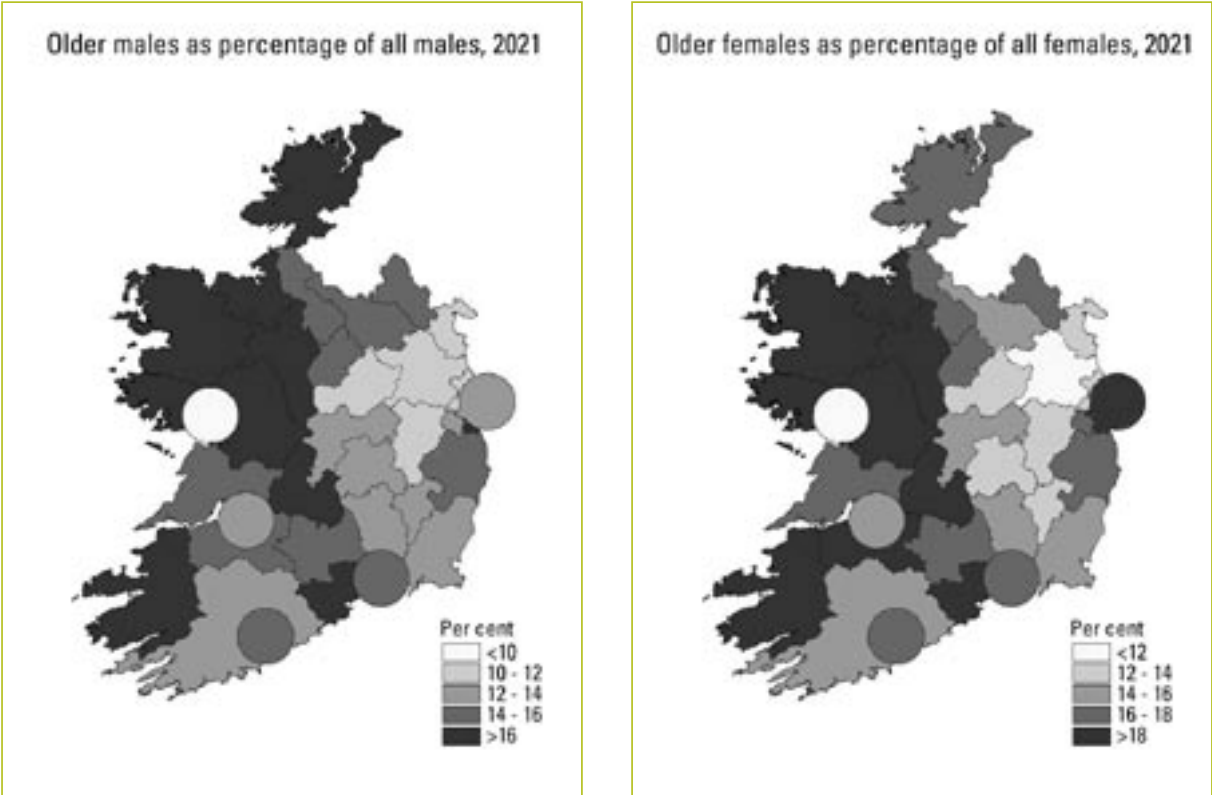 Older males as percentage of all males, 2021
Per cent
<10
10 - 12
12 - 14
14 - 16
>16
Older females as percentage of all females, 2021
Per cent
<12
12 - 14
14 - 16
16 - 18
>18